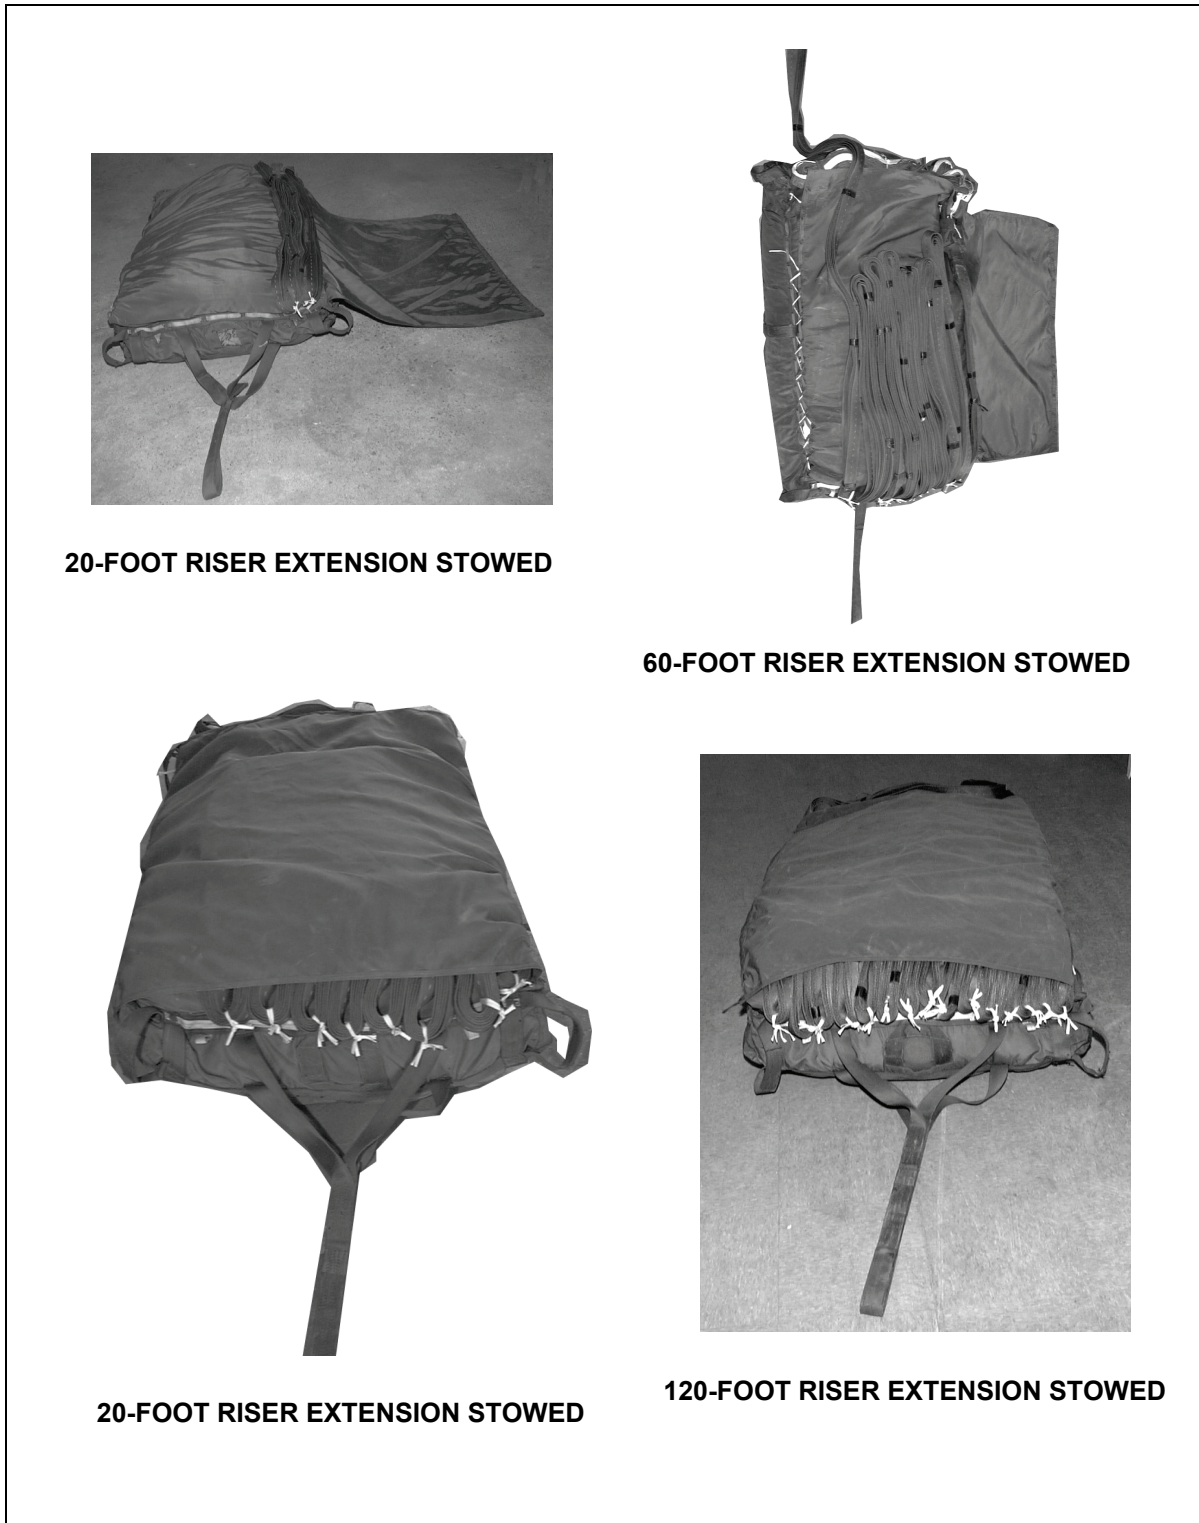 20-FOOT RISER EXTENSION STOWED
60-FOOT RISER EXTENSION STOWED
20-FOOT RISER EXTENSION STOWED
120-FOOT RISER EXTENSION STOWED